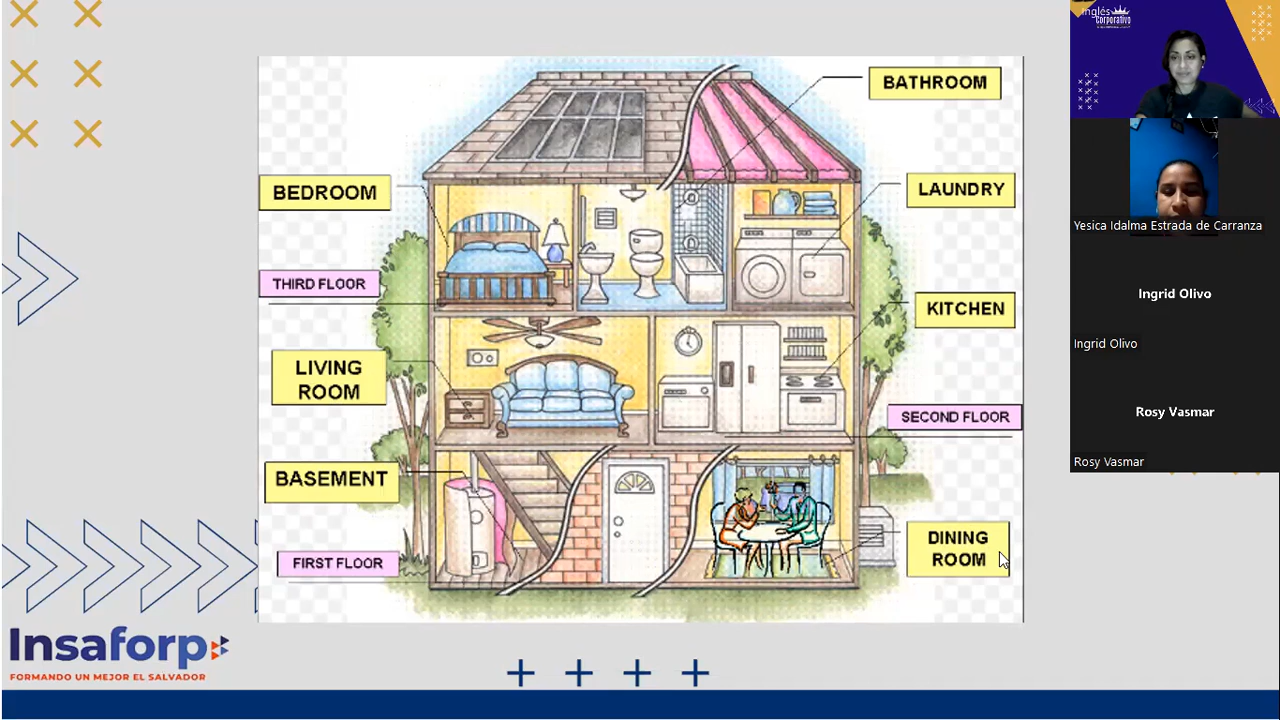 BATHROOM
BEDROOM
LAUNDRY
THIRD FLOOR
KITCHEN
LIVING
ROOM
SECOND FLOOR
BASEMENT
DINING
ROOM
FIRST FLOOR
Insaforp
FORMANDO UN MEJOR EL SALVADOR
Inglés
corporativo
Yesica Idalma Estrada de Carranza
Ingrid Olivo
Ingrid Olivo
Rosy Vasmar
Rosy Vasmar